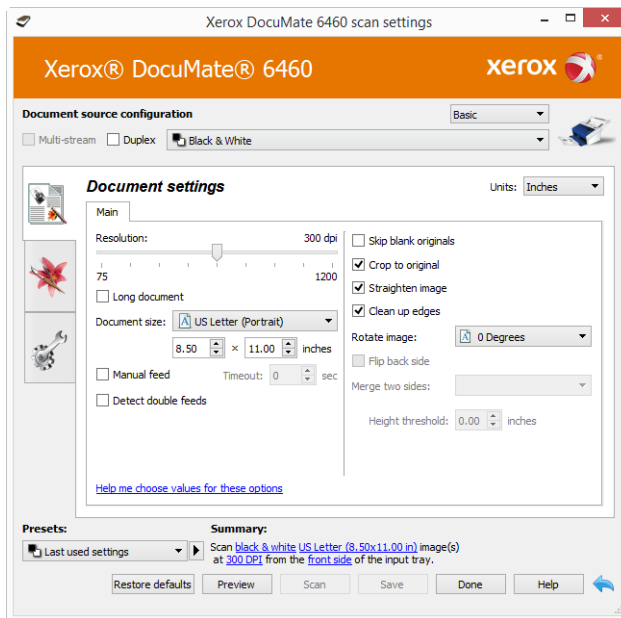 Xerox DocuMate 6460 scan settings
Xerox® DocuMate® 6460
xerox
Document source configuration
Basic
Multi-stream Duplex Black & White
Document settings
Units: Inches
Main
Resolution: 300 dpi
75 1200
Long document
Document size: US Letter (Portrait)
8.50 × 11.00 inches
Manual feed Timeout: 0 sec
Detect double feeds
Skip blank originals
Crop to original
Straighten image
Clean up edges
Rotate image: 0 Degrees
Flip back side
Merge two sides:
Height threshold: 0.00 inches
Help me choose values for these options
Presets:
Last used settings
Summary:
Scan black & white US Letter (8.50x11.00 in) image(s)
at 300 DPI from the front side of the input tray.
Restore defaults Preview Scan Save Done Help